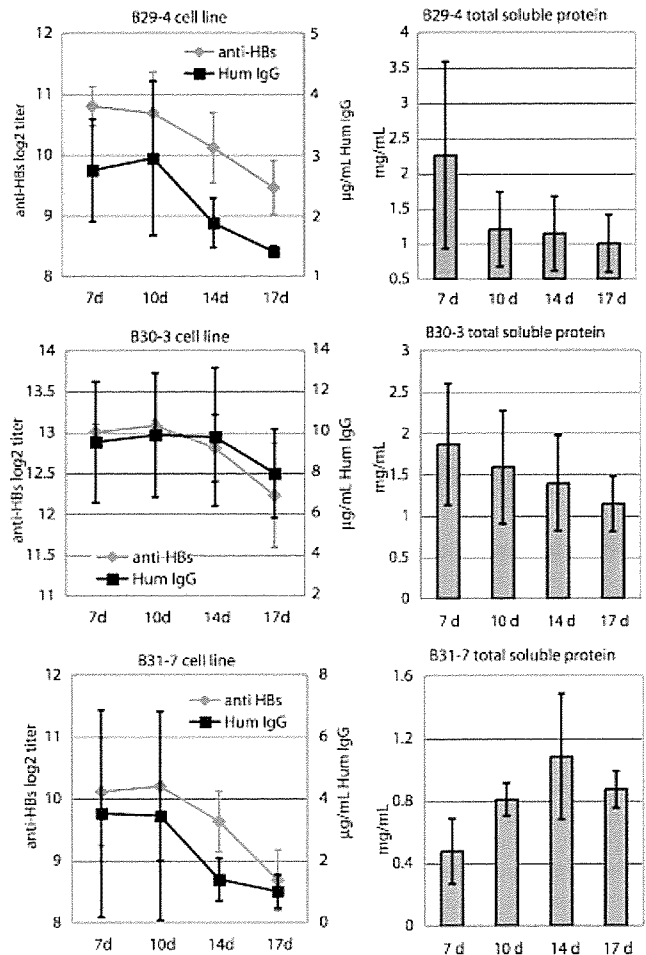 B29-4 cell line
12
11
10
9
8
anti-HBs log2 titer
anti-HBs
Hum IgG
5
4
3
2
1
µg/mL Hum IgG
7d 10d 14d 17d
B29-4 total soluble protein
4
3.5
3
2.5
2
1.5
1
0.5
mg/mL
7 d 10 d 14 d 17 d
B30-3 cell line
14
13.5
13
12.5
12
11.5
11
anti-HBs log2 titer
anti-HBs
Hum IgG
14
12
10
8
6
4
2
µg/mL Hum IgG
7d 10d 14d 17d
B30-3 total soluble protein
3
2.5
2
1.5
1
0.5
0
mg/mL
7 d 10 d 14 d 17 d
B31-7 cell line
12
11
10
9
8
anti-HBs log2 titer
anti HBs
Hum IgG
8
6
4
2
0
µg/mL Hum IgG
7d 10d 14d 17d
B31-7 total soluble protein
1.6
1.2
0.8
0.4
0
mg/mL
7 d 10 d 14 d 17 d